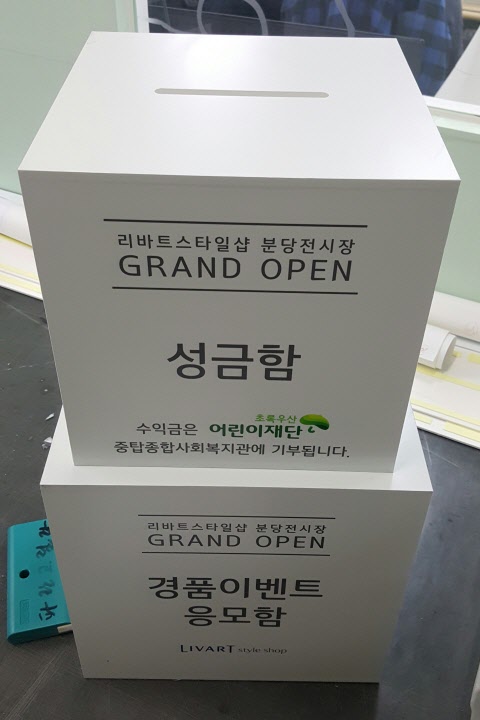 리바트스타일샵 분당전시장
GRAND OPEN
성금함
수익금은 초록우산 어린이재단
중탑종합사회복지관에 기부됩니다.
리바트스타일샵 분당전시장
GRAND OPEN
경품이벤트
응모함
LIVART style shop